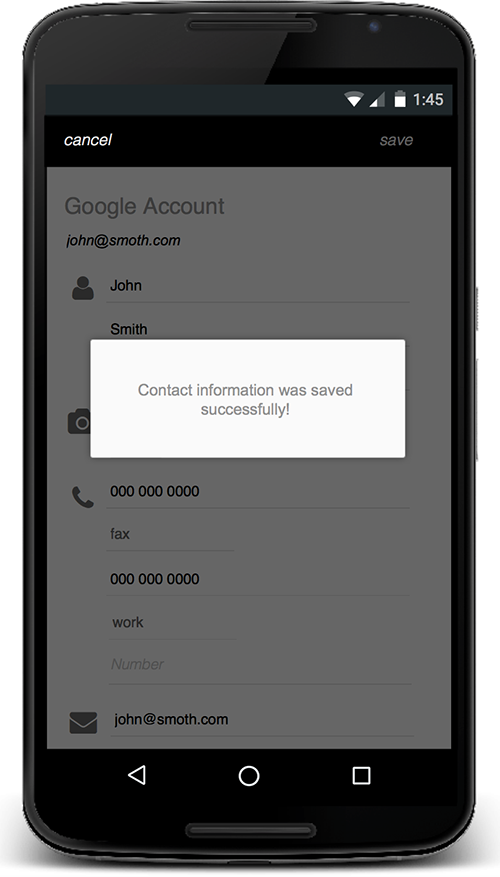 1:45
cancel save
Google Account
john@smoth.com
John
Smith
Contact information was saved
successfully!
000 000 0000
fax
000 000 0000
work
Number
john@smoth.com